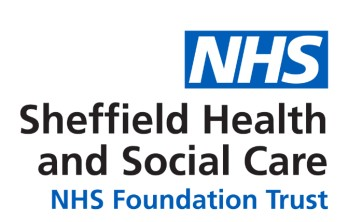 NHS
Sheffield Health
and Social Care
NHS Foundation Trust